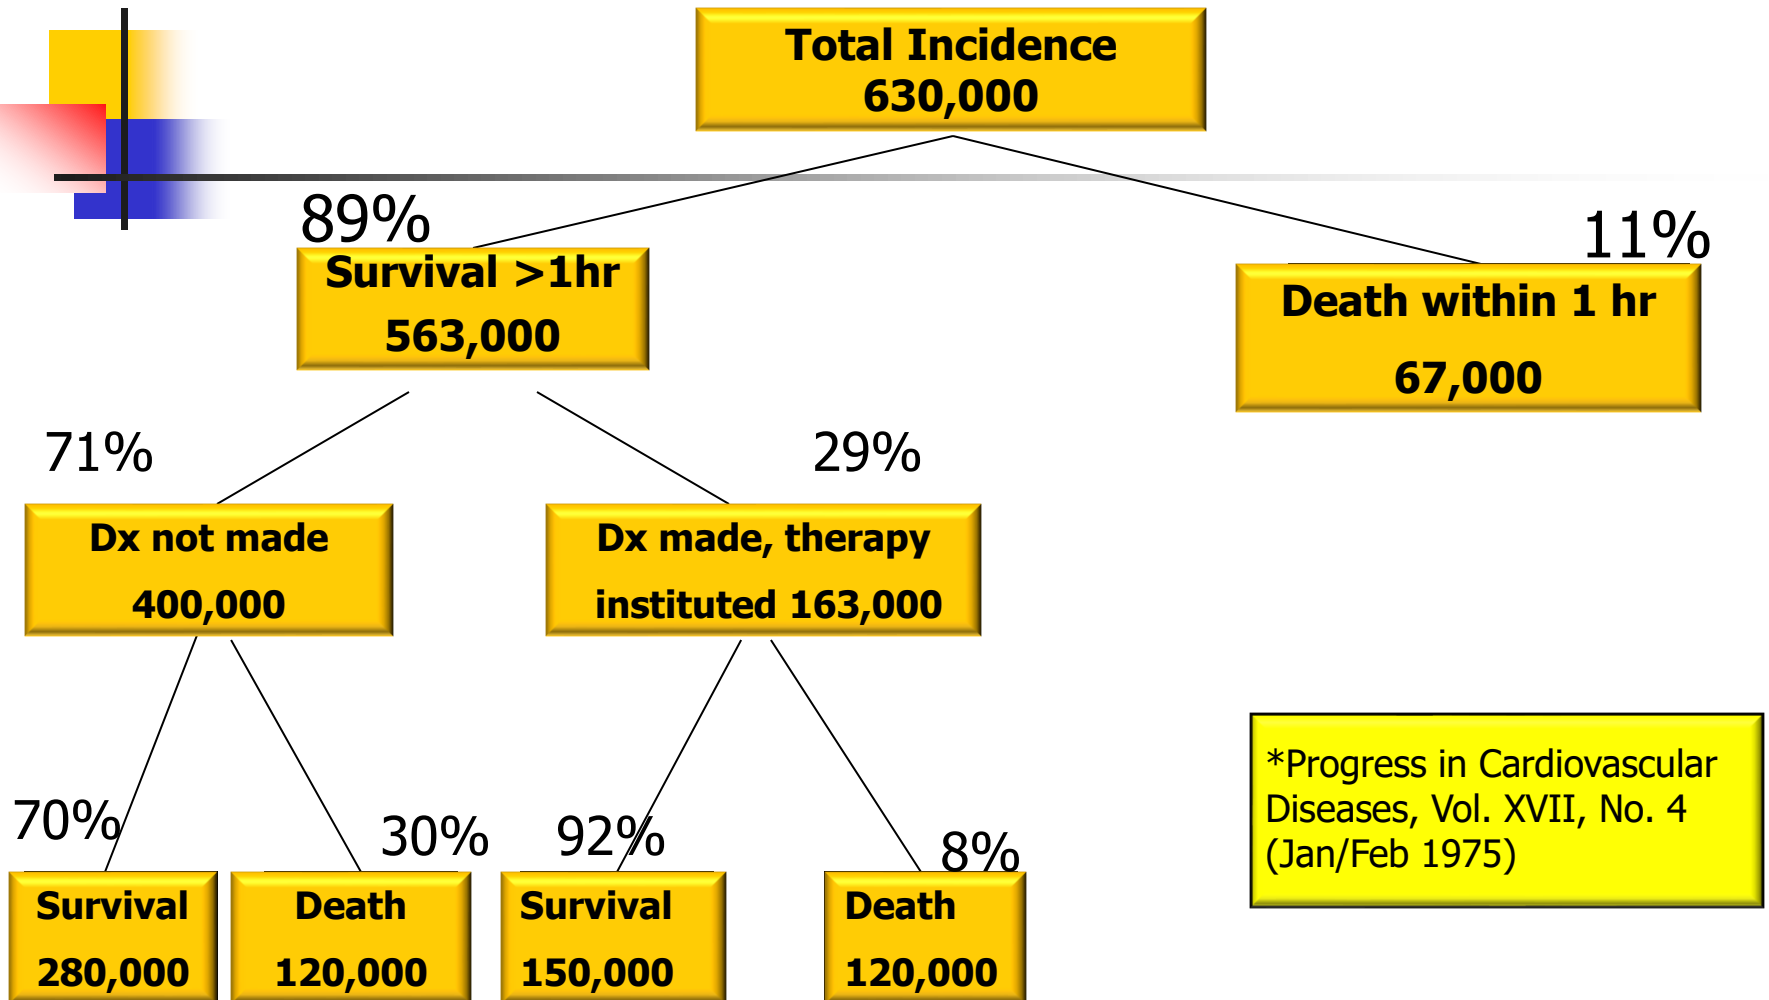 Total Incidence
630,000
89%
11%
Survival >1hr
563,000
Death within 1 hr
67,000
71%
29%
Dx not made
400,000
Dx made, therapy
instituted 163,000
*Progress in Cardiovascular
Diseases, Vol. XVII, No. 4
(Jan/Feb 1975)
70%
30%
92%
8%
Survival
280,000
Death
120,000
Survival
150,000
Death
120,000